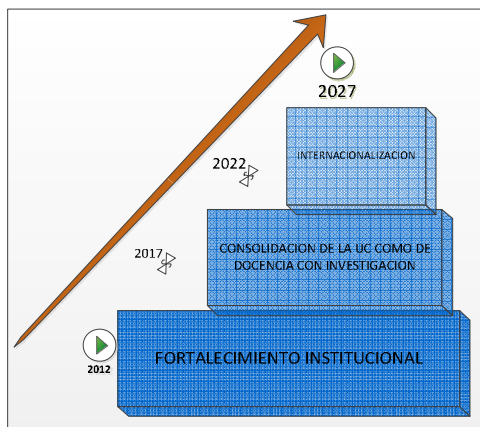 2027
INTERNACIONALIZACION
2022
CONSOLIDACION DE LA UC COMO DE
DOCENCIA CON INVESTIGACION
2017
FORTALECIMIENTO INSTITUCIONAL
2012